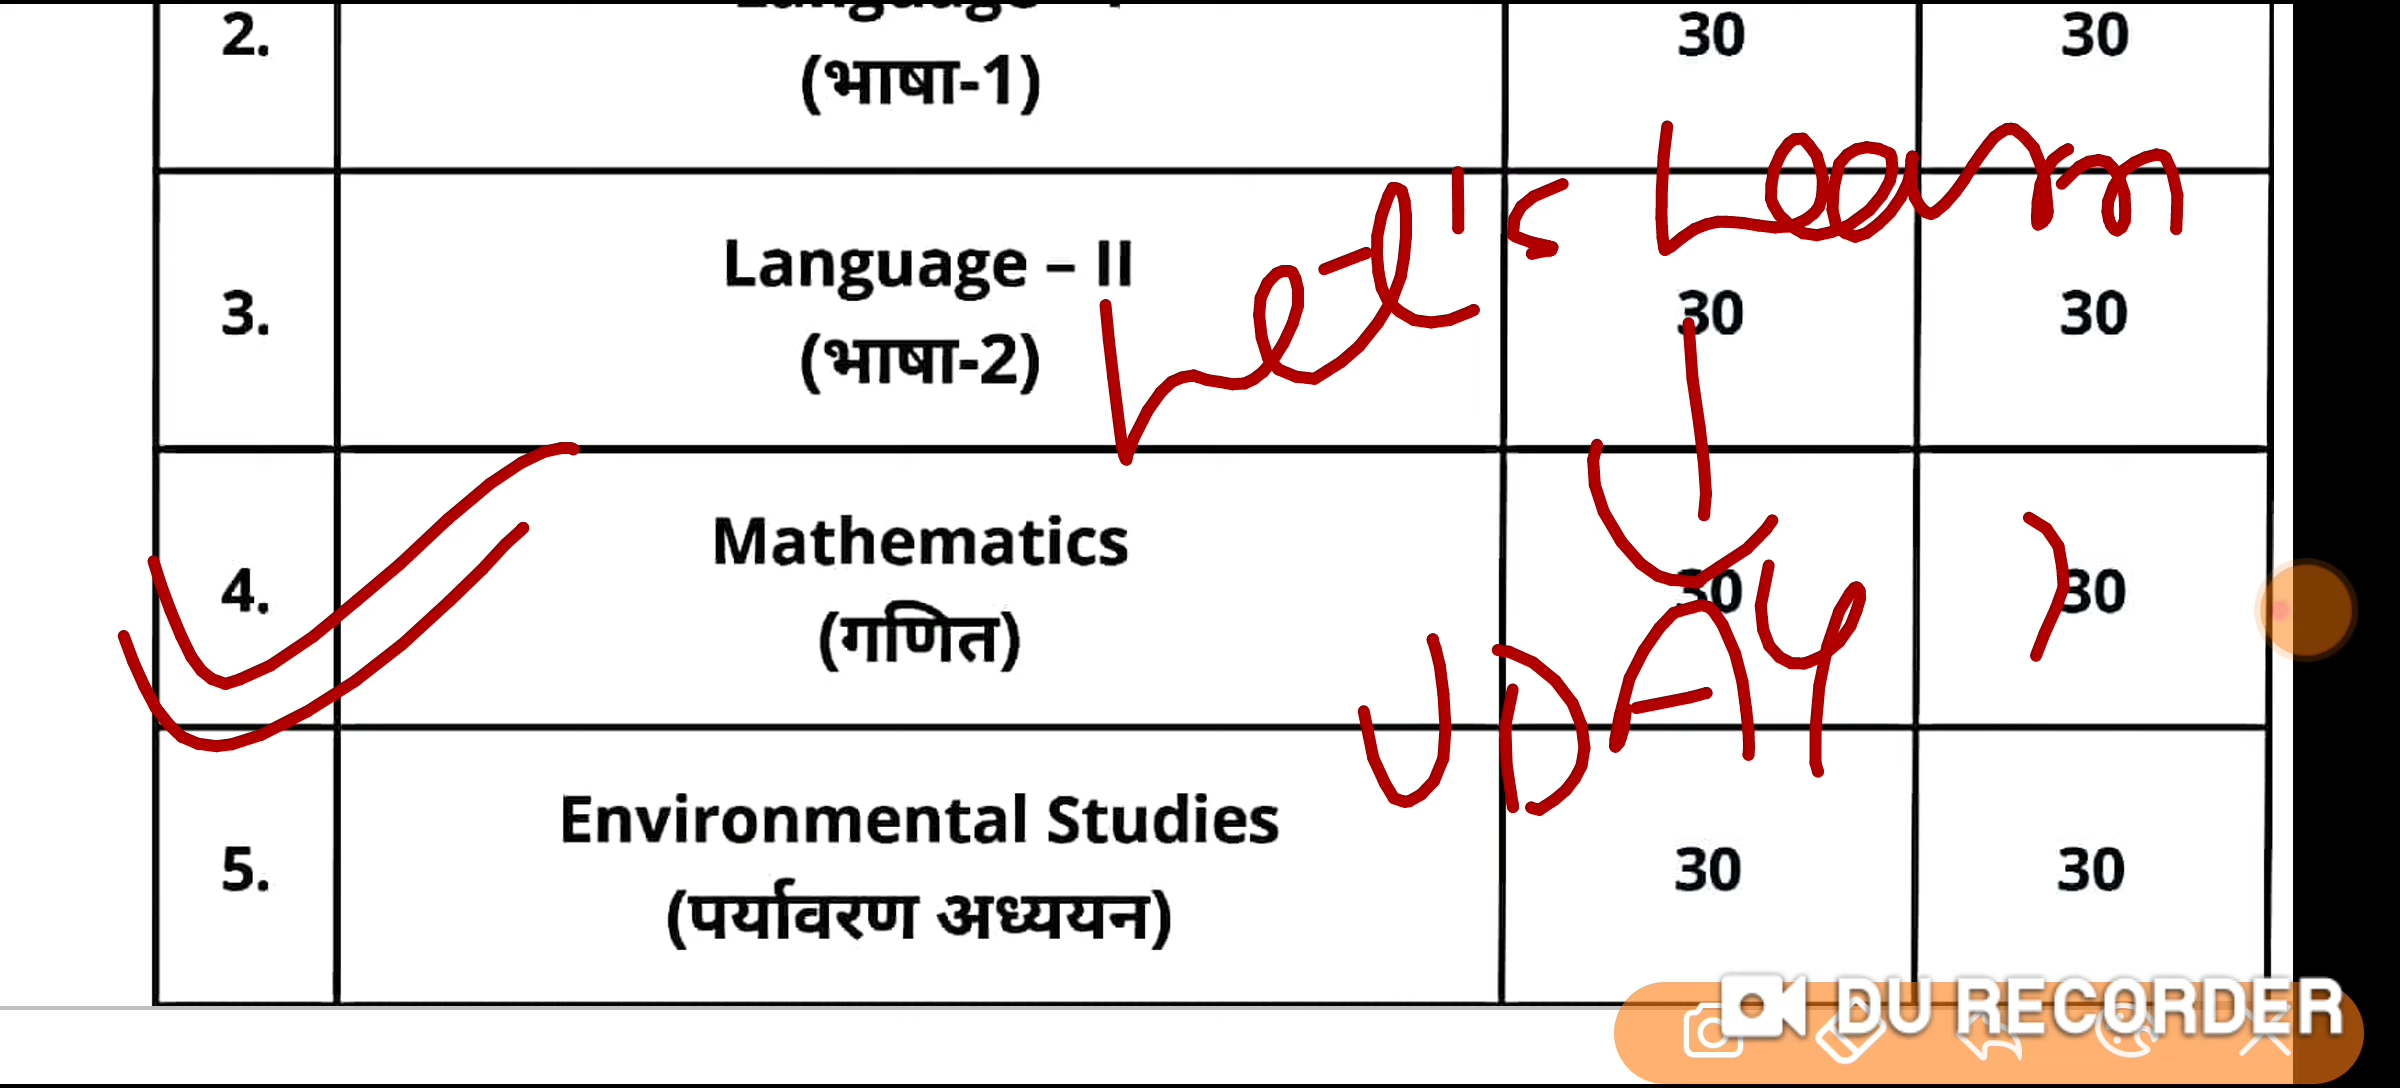 Language - I
2. 30 30
(भाषा-1)
Let's Learn
Language – II
3. 30 30
(भाषा-2)
Mathematics
4. 30 30
(गणित)
UDAY
Environmental Studies
5. 30 30
(पर्यावरण अध्ययन)
DU RECORDER